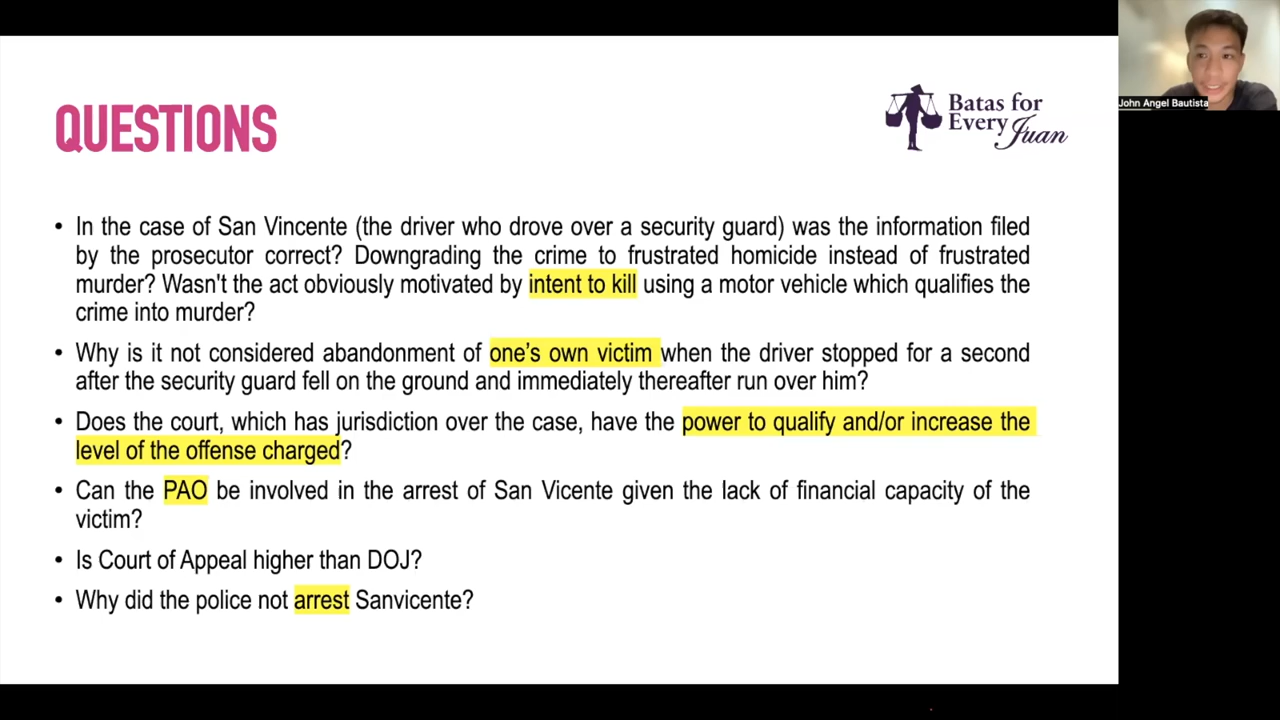 QUESTIONS
Batas for
Every Juan
John Angel Bautista
• In the case of San Vincente (the driver who drove over a security guard) was the information filed
by the prosecutor correct? Downgrading the crime to frustrated homicide instead of frustrated
murder? Wasn't the act obviously motivated by intent to kill using a motor vehicle which qualifies the
crime into murder?
• Why is it not considered abandonment of one’s own victim when the driver stopped for a second
after the security guard fell on the ground and immediately thereafter run over him?
• Does the court, which has jurisdiction over the case, have the power to qualify and/or increase the
level of the offense charged?
• Can the PAO be involved in the arrest of San Vicente given the lack of financial capacity of the
victim?
• Is Court of Appeal higher than DOJ?
• Why did the police not arrest Sanvicente?